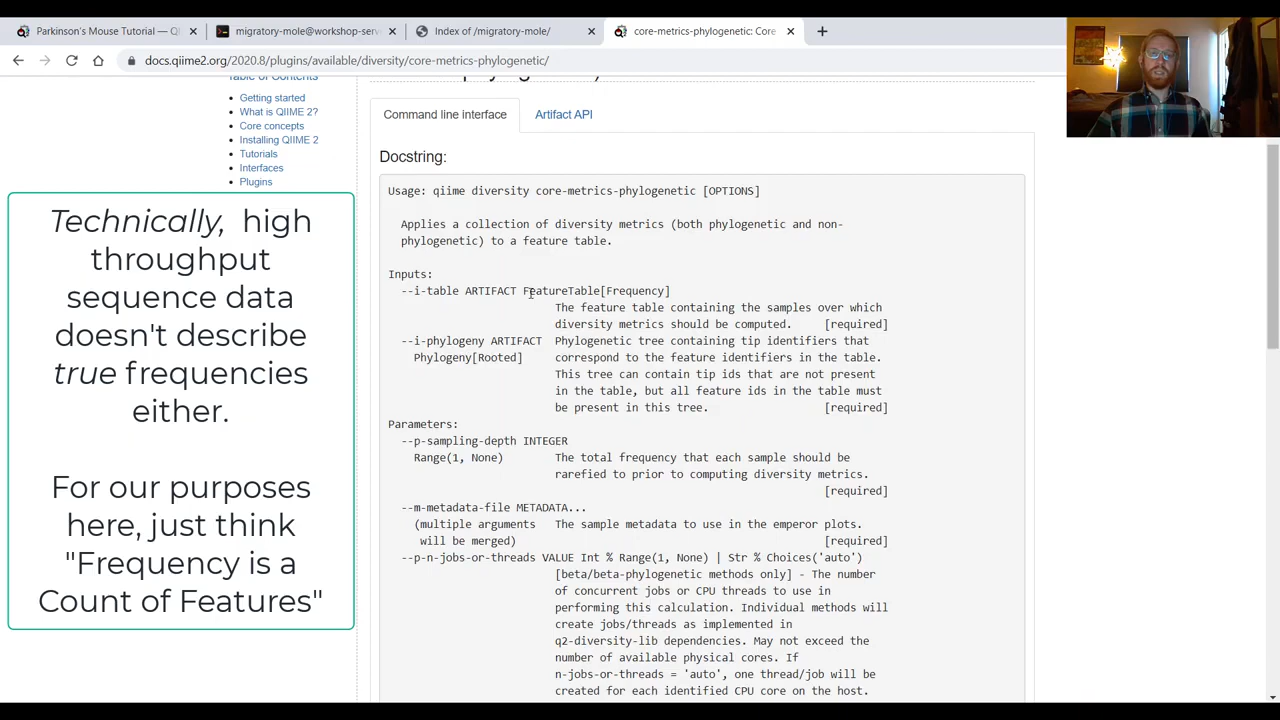 Parkinson's Mouse Tutorial — QI
migratory-mole@workshop-ser
Index of /migratory-mole/
core-metrics-phylogenetic: Core
docs.qiime2.org/2020.8/plugins/available/diversity/core-metrics-phylogenetic/
Table of Contents
Getting started
What is QIIME 2?
Core concepts
Installing QIIME 2
Tutorials
Interfaces
Plugins
Technically, high
throughput
sequence data
doesn't describe
true frequencies
either.
For our purposes
here, just think
"Frequency is a
Count of Features"
Command line interface
Artifact API
Docstring:
Usage: qiime diversity core-metrics-phylogenetic [OPTIONS]
Applies a collection of diversity metrics (both phylogenetic and non-
phylogenetic) to a feature table.
Inputs:
--i-table ARTIFACT FeatureTable[Frequency]
The feature table containing the samples over which
diversity metrics should be computed. [required]
--i-phylogeny ARTIFACT Phylogenetic tree containing tip identifiers that
Phylogeny[Rooted] correspond to the feature identifiers in the table.
This tree can contain tip ids that are not present
in the table, but all feature ids in the table must
be present in this tree. [required]
Parameters:
--p-sampling-depth INTEGER
Range(1, None) The total frequency that each sample should be
rarefied to prior to computing diversity metrics.
[required]
--m-metadata-file METADATA...
(multiple arguments The sample metadata to use in the emperor plots.
will be merged) [required]
--p-n-jobs-or-threads VALUE Int % Range(1, None) | Str % Choices('auto')
[beta/beta-phylogenetic methods only] - The number
of concurrent jobs or CPU threads to use in
performing this calculation. Individual methods will
create jobs/threads as implemented in
q2-diversity-lib dependencies. May not exceed the
number of available physical cores. If
n-jobs-or-threads = 'auto', one thread/job will be
created for each identified CPU core on the host.